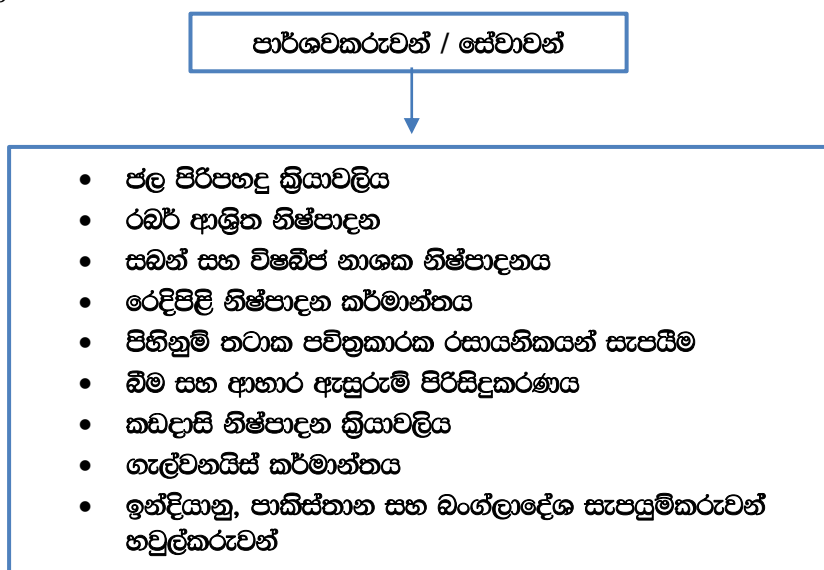 පාර්ශවකරුවන් / සේවාවන්
• ජල පිරිපහදු ක්‍රියාවලිය
• රබර් ආශ්‍රිත නිෂ්පාදන
• සබන් සහ විෂබීජ නාශක නිෂ්පාදනය
• රෙදිපිළි නිෂ්පාදන කර්මාන්තය
• පිහිනුම් තටාක පවිත්‍රකාරක රසායනිකයන් සැපයීම
• බීම සහ ආහාර ඇසුරුම් පිරිසිදුකරණය
• කඩදාසි නිෂ්පාදන ක්‍රියාවලිය
• ගැල්වනයිස් කර්මාන්තය
• ඉන්දියානු, පාකිස්තාන සහ බංග්ලාදේශ සැපයුම්කරුවන්
හවුල්කරුවන්